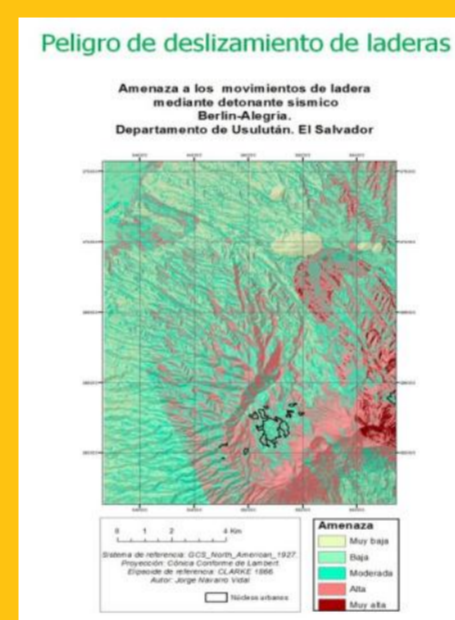 Peligro de deslizamiento de laderas
Amenaza a los movimientos de ladera
mediante detonante sísmico
Berlin-Alegria.
Departamento de Usulután. El Salvador
0 1 2 4 Km
Sistema de referencia: GCS_North_American_1927.
Proyección: Cónica Conforme de Lambert.
Elipsoide de referencia: CLARKE 1866.
Autor: Jorge Navarro Vidal
Núcleos urbanos
Amenaza
Muy baja
Baja
Moderada
Alta
Muy alta